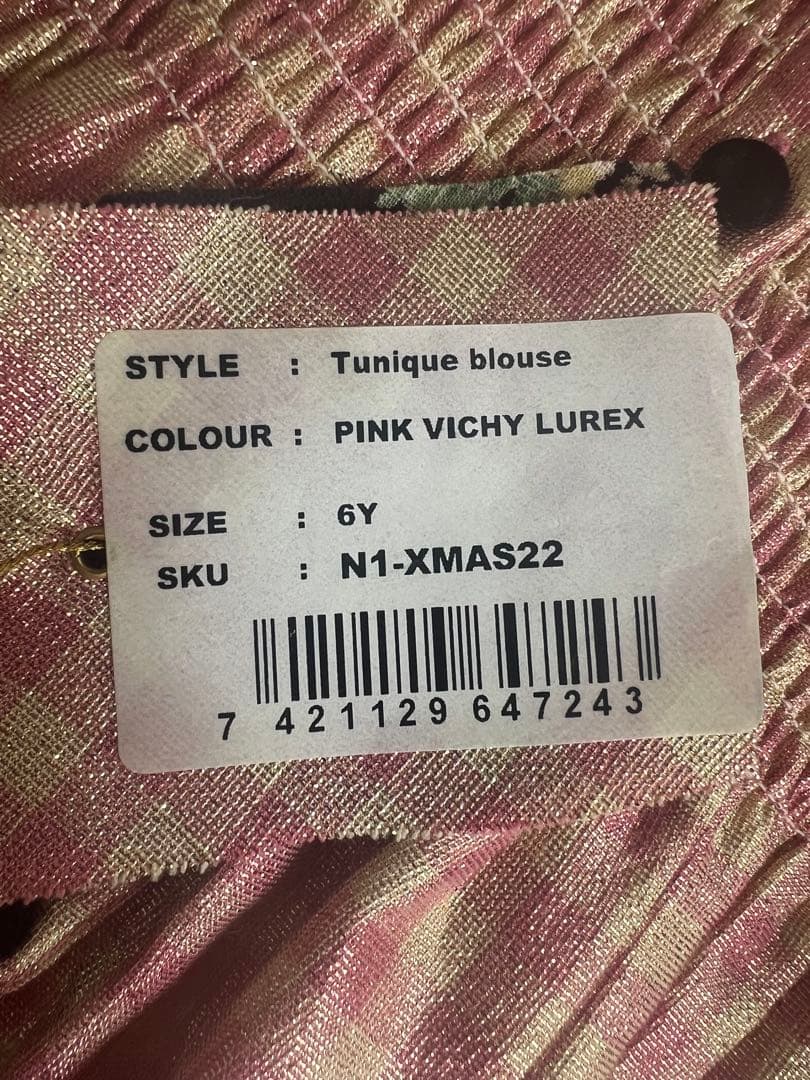 STYLE : Tunique blouse
COLOUR : PINK VICHY LUREX
SIZE : 6Y
SKU : N1-XMAS22
7 421129 647243